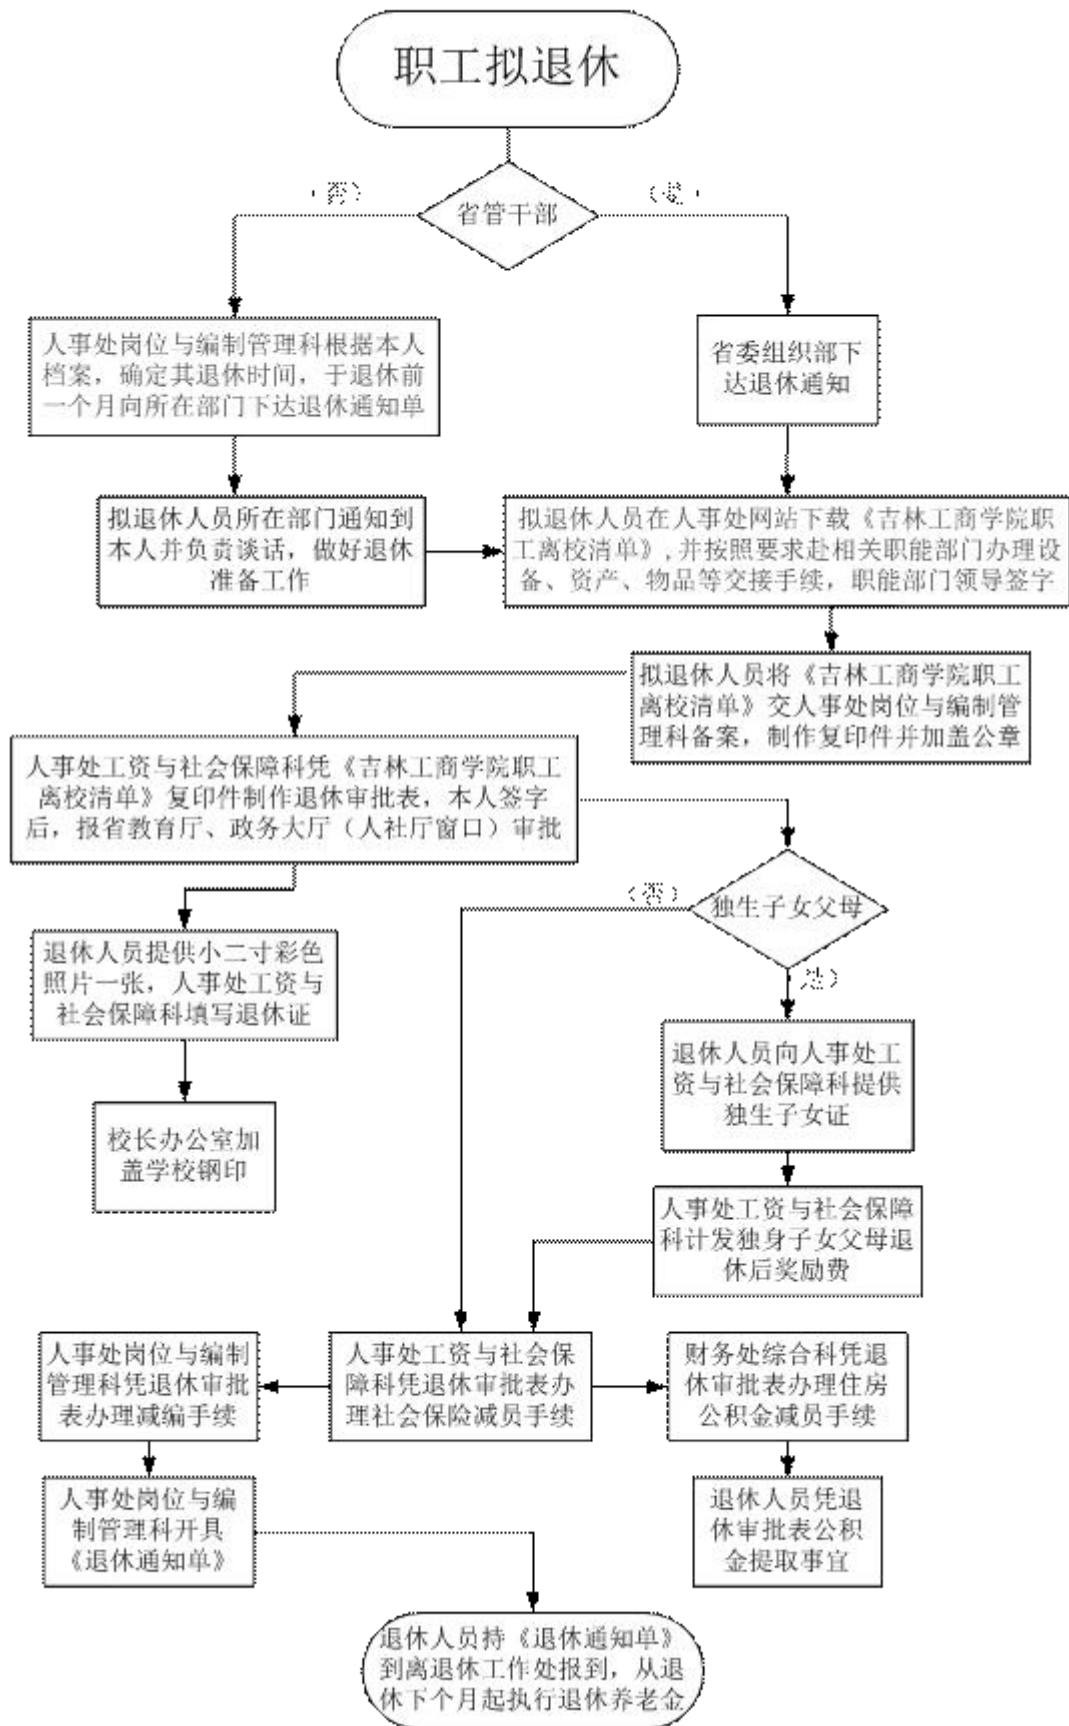 职工拟退休
省管干部
（否）
（是）
人事处岗位与编制管理科根据本人
档案，确定其退休时间，于退休前
一个月向所在部门下达退休通知单
省委组织部下
达退休通知
拟退休人员所在部门通知到
本人并负责谈话，做好退休
准备工作
拟退休人员在人事处网站下载《吉林工商学院职
工离校清单》,并按照要求赴相关职能部门办理设
备、资产、物品等交接手续，职能部门领导签字
拟退休人员将《吉林工商学院职工
离校清单》交人事处岗位与编制管
理科备案，制作复印件并加盖公章
人事处工资与社会保障科凭《吉林工商学院职工
离校清单》复印件制作退休审批表，本人签字
后，报省教育厅、政务大厅（人社厅窗口）审批
独生子女父母
（否）
（是）
退休人员提供小二寸彩色
照片一张，人事处工资与
社会保障科填写退休证
退休人员向人事处工
资与社会保障科提供
独生子女证
校长办公室加
盖学校钢印
人事处工资与社会保障
科计发独身子女父母退
休后奖励费
人事处岗位与编制
管理科凭退休审批
表办理减编手续
人事处工资与社会保
障科凭退休审批表办
理社会保险减员手续
财务处综合科凭退
休审批表办理住房
公积金减员手续
人事处岗位与编
制管理科开具
《退休通知单》
退休人员凭退
休审批表公积
金提取事宜
退休人员持《退休通知单》
到离退休工作处报到，从退
休下个月起执行退休养老金